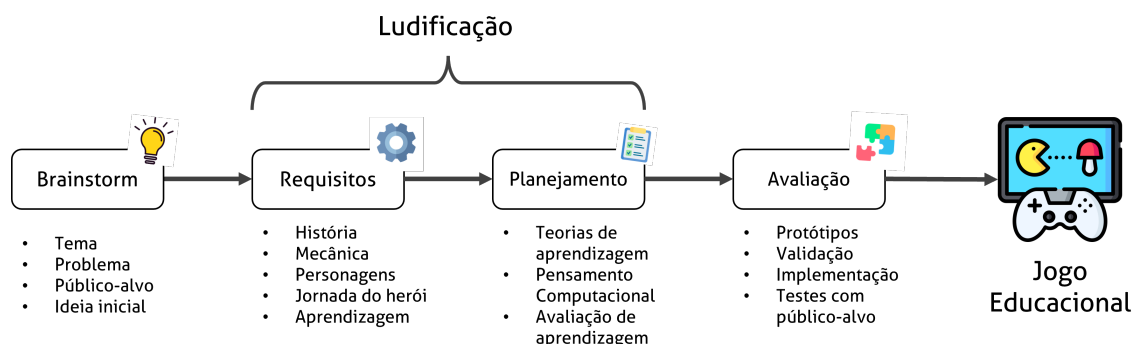 Ludificação
Brainstorm
• Tema
• Problema
• Público-alvo
• Ideia inicial
Requisitos
• História
• Mecânica
• Personagens
• Jornada do herói
• Aprendizagem
Planejamento
• Teorias de
aprendizagem
• Pensamento
Computacional
• Avaliação de
aprendizagem
Avaliação
• Protótipos
• Validação
• Implementação
• Testes com
público-alvo
Jogo
Educacional